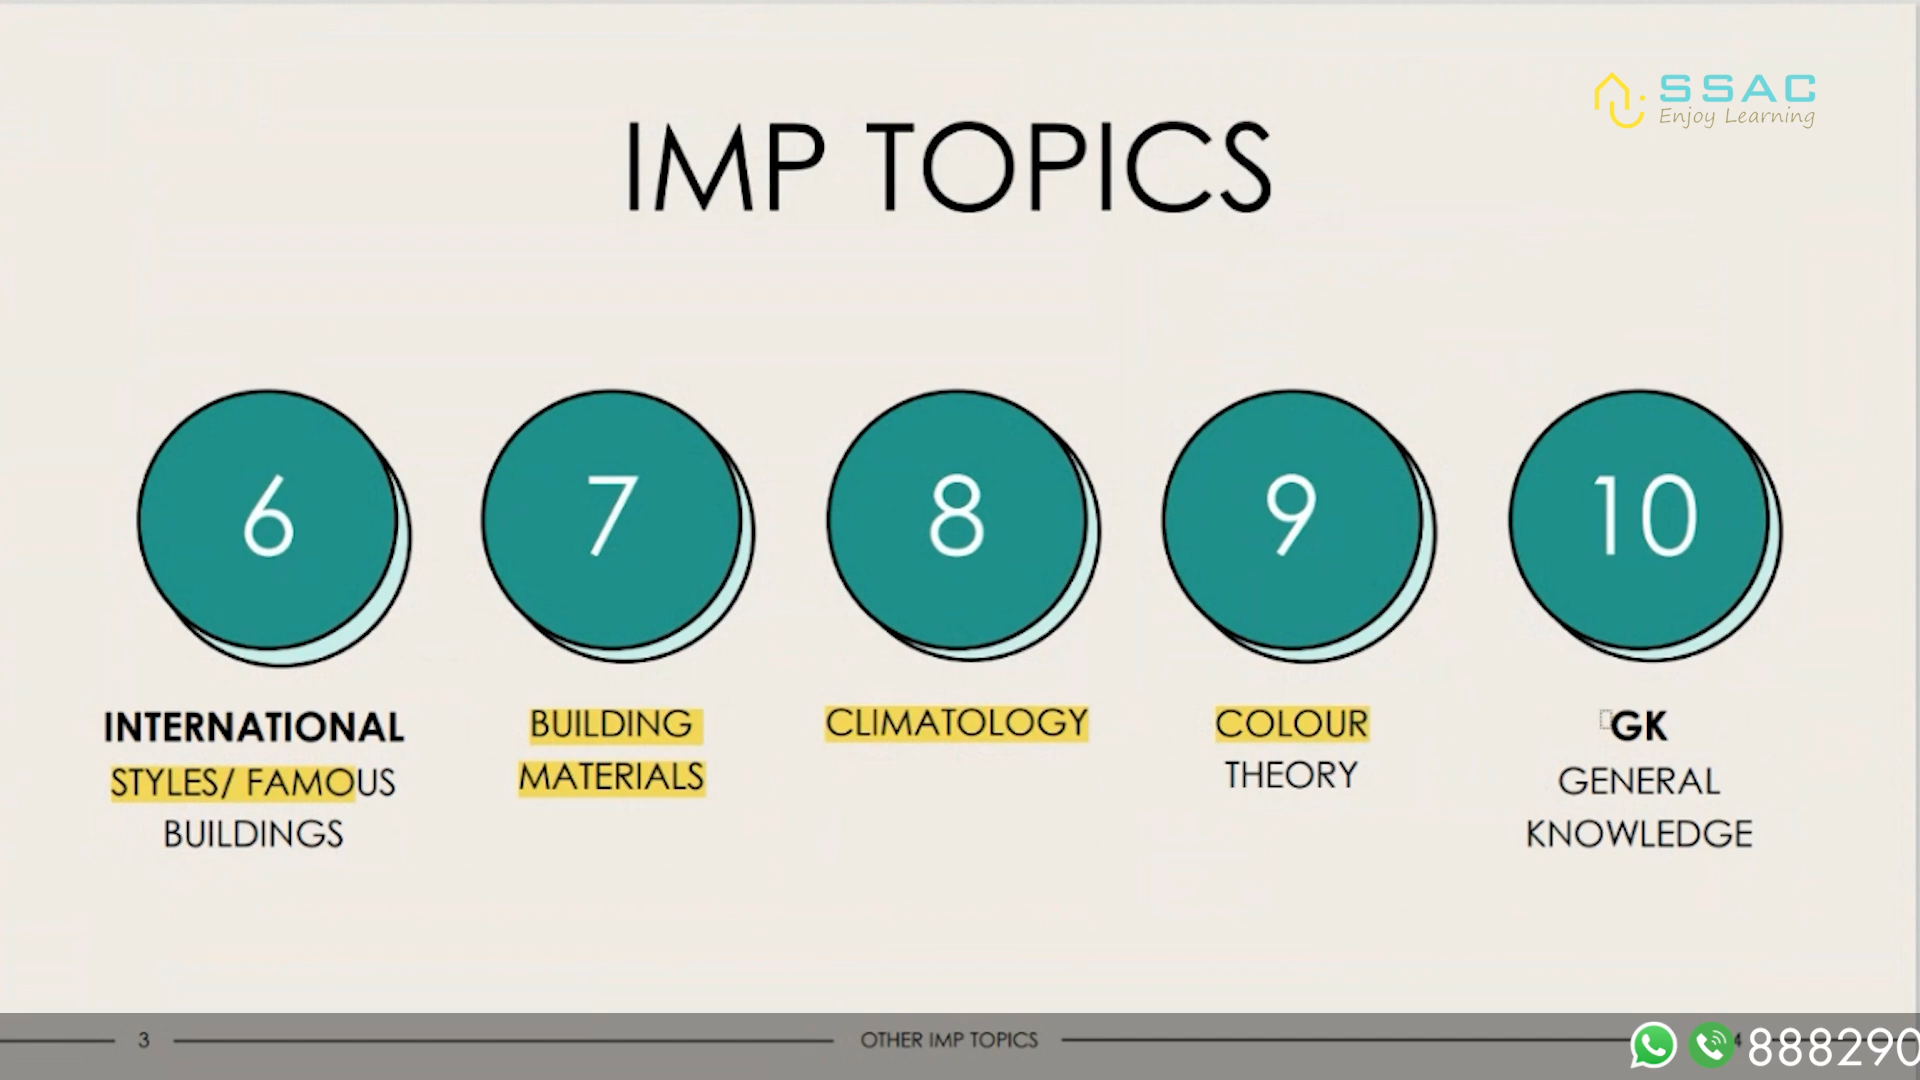 SSAC
Enjoy Learning
IMP TOPICS
6
7
8
9
10
INTERNATIONAL
STYLES/ FAMOUS
BUILDINGS
BUILDING
MATERIALS
CLIMATOLOGY
COLOUR
THEORY
GK
GENERAL
KNOWLEDGE
3
OTHER IMP TOPICS
4
888290